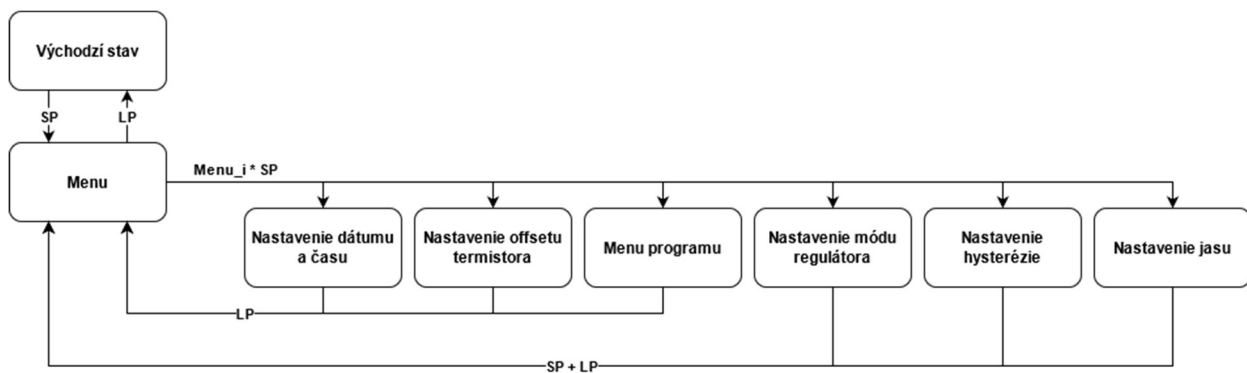 Východzí stav
SP
LP
Menu
Menu_i * SP
Nastavenie dátumu
a času
Nastavenie offsetu
termistora
Menu programu
Nastavenie módu
regulátora
Nastavenie
hysterézie
Nastavenie jasu
LP
SP + LP